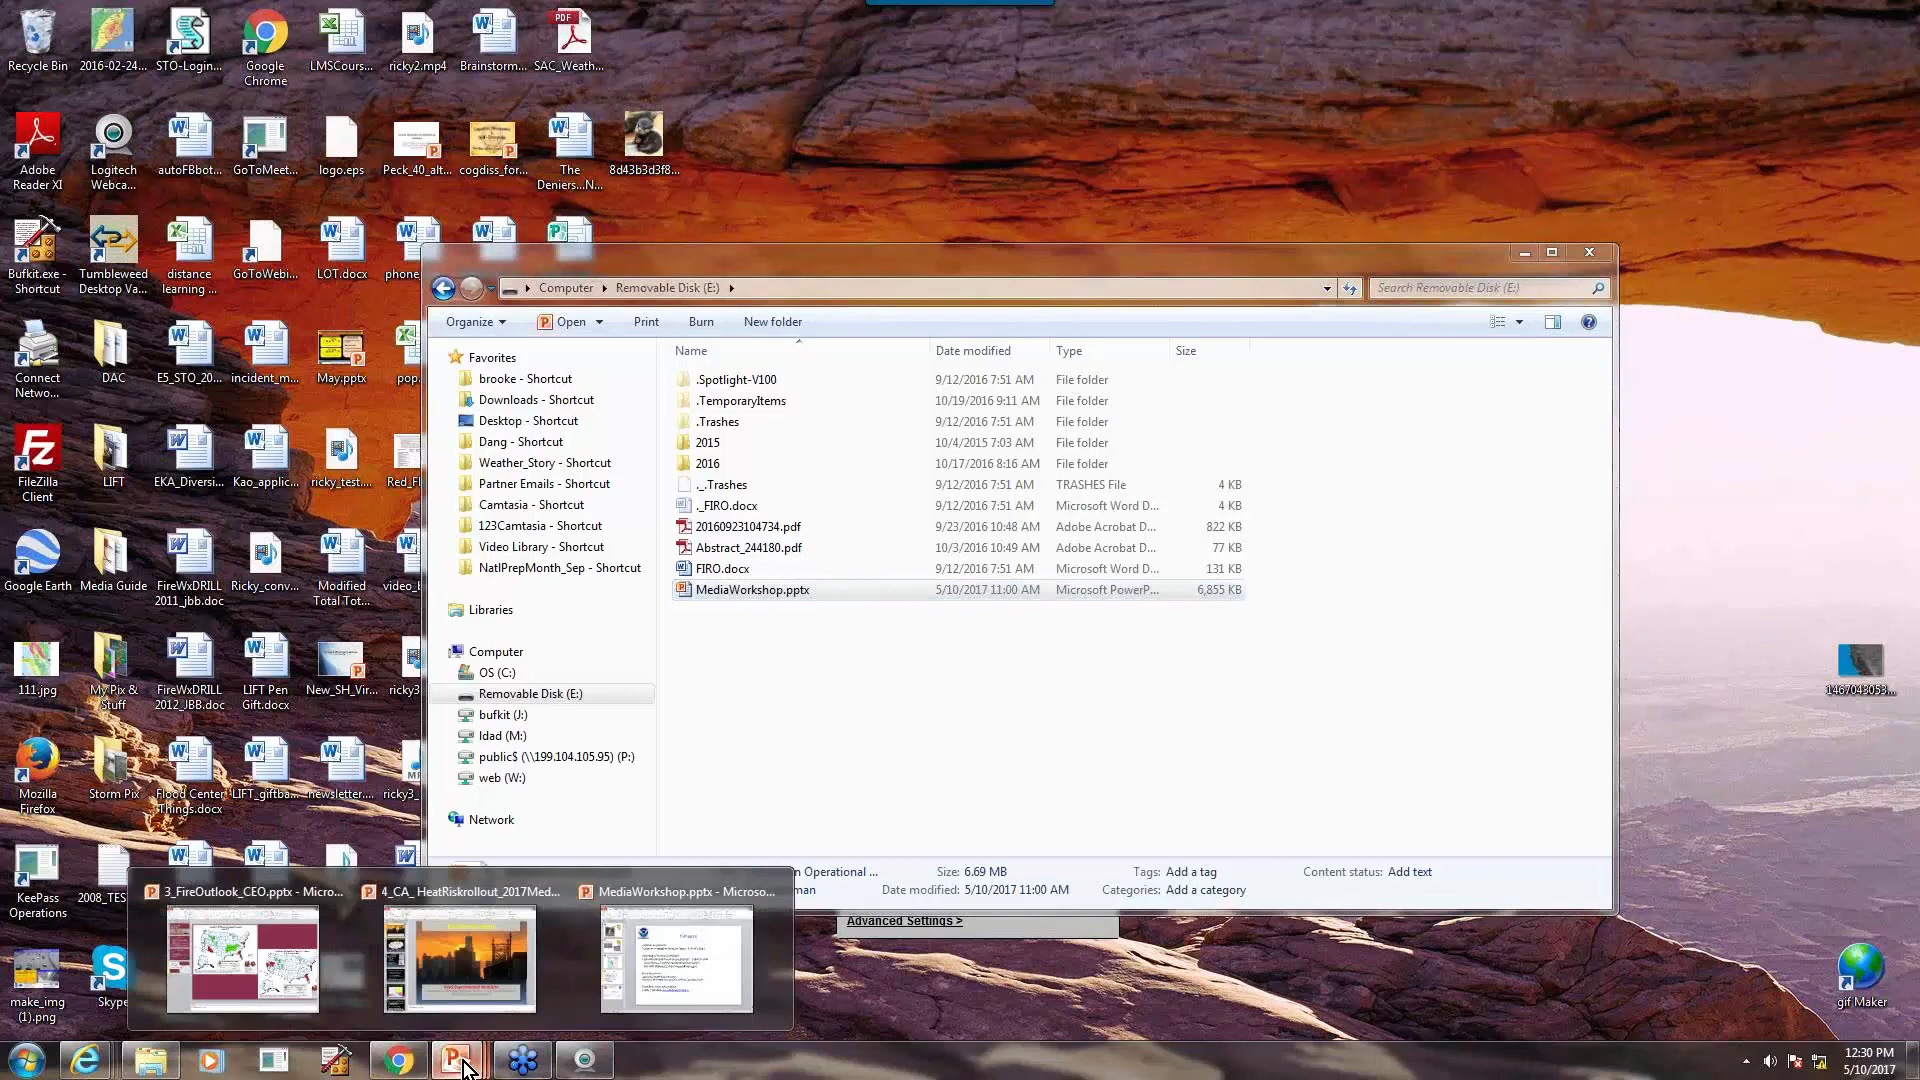 Recycle Bin
2016-02-24...
STO-Login...
Google
Chrome
LMSCours...
ricky2.mp4
Brainstorm...
SAC_Weath...
Adobe
Reader XI
Logitech
Webca...
autoFBbot...
GoToMeet...
logo.eps
Peck_40_alt...
cogdiss_for...
The
Deniers...N...
8d43b3d3f8...
Bufkit.exe -
Shortcut
Tumbleweed
Desktop Va...
distance
learning ...
GoToWebi...
LOT.docx
phone
Connect
Netwo...
DAC
E5_STO_20...
incident_m...
May.pptx
pop.
FileZilla
Client
LIFT
EKA_Diversi...
Kao_applic...
ricky_test....
Red_Fl
Google Earth
Media Guide
FireWxDRILL
2011_jbb.doc
Ricky_conv...
Modified
Total Tot...
video_b
111.jpg
My Pix &
Stuff
FireWxDRILL
2012_JBB.doc
LIFT Pen
Gift.docx
New_SH_Vir...
ricky3
Mozilla
Firefox
Storm Pix
Flood Center
Things.docx
LIFT_giftba...
newsletter....
ricky3_
KeePass
Operations
2008_TES
make_img
(1).png
Skype
Computer
Removable Disk (E:)
Search Removable Disk (E:)
Organize
Open
Print
Burn
New folder
Name
Date modified
Type
Size
Favorites
brooke - Shortcut
Downloads - Shortcut
Desktop - Shortcut
Dang - Shortcut
Weather_Story - Shortcut
Partner Emails - Shortcut
Camtasia - Shortcut
123Camtasia - Shortcut
Video Library - Shortcut
NatlPrepMonth_Sep - Shortcut
Libraries
Computer
OS (C:)
Removable Disk (E:)
bufkit (J:)
ldad (M:)
public$ (\\199.104.105.95) (P:)
web (W:)
Network
.Spotlight-V100 9/12/2016 7:51 AM File folder
.TemporaryItems 10/19/2016 9:11 AM File folder
.Trashes 9/12/2016 7:51 AM File folder
2015 10/4/2015 7:03 AM File folder
2016 10/17/2016 8:16 AM File folder
._.Trashes 9/12/2016 7:51 AM TRASHES File 4 KB
._FIRO.docx 9/12/2016 7:51 AM Microsoft Word D... 4 KB
20160923104734.pdf 9/23/2016 10:48 AM Adobe Acrobat D... 822 KB
Abstract_244180.pdf 10/3/2016 10:49 AM Adobe Acrobat D... 77 KB
FIRO.docx 9/12/2016 7:51 AM Microsoft Word D... 131 KB
MediaWorkshop.pptx 5/10/2017 11:00 AM Microsoft PowerP... 6,855 KB
n Operational ...
Size: 6.69 MB
Tags: Add a tag
Content status: Add text
man
Date modified: 5/10/2017 11:00 AM
Categories: Add a category
Advanced Settings >
3_FireOutlook_CEO.pptx - Micro...
4_CA_ HeatRiskrollout_2017Med...
MediaWorkshop.pptx - Microso...
1467043053...
gif Maker
12:30 PM
5/10/2017